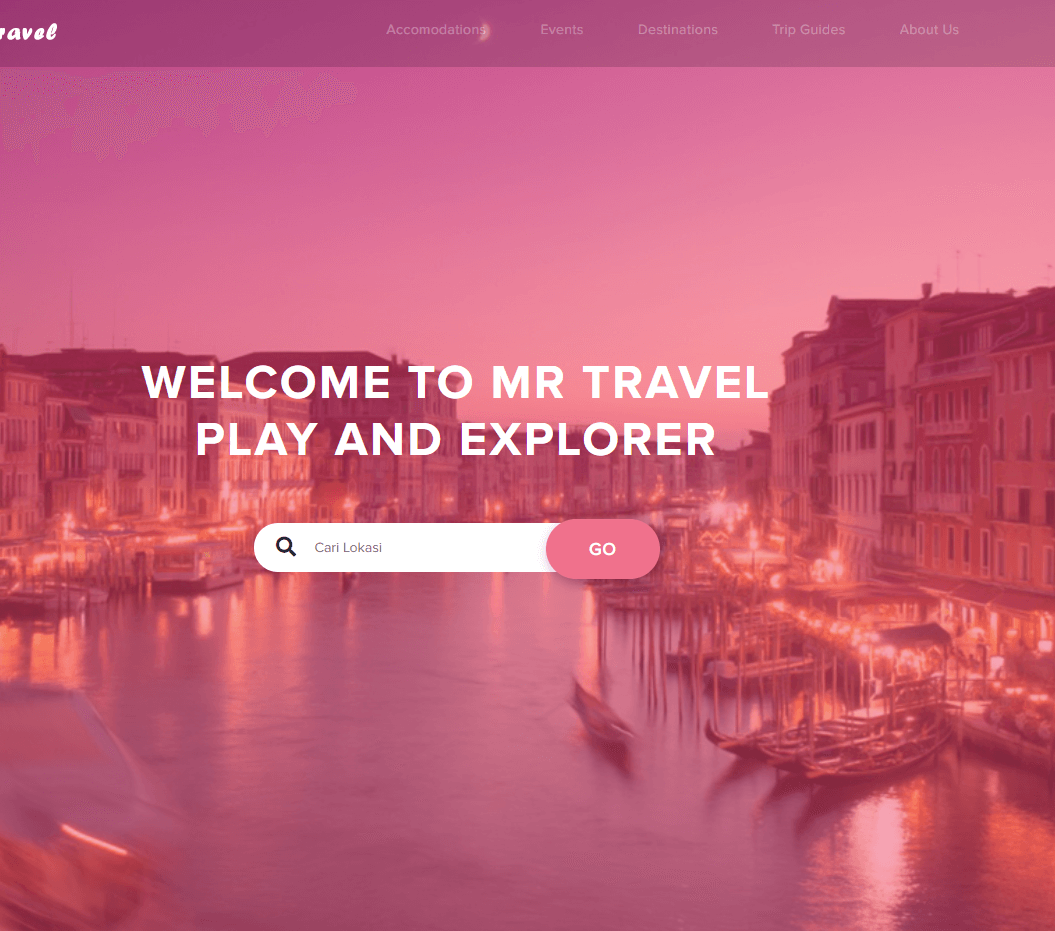 ravel
Accomodations Events Destinations Trip Guides About Us
WELCOME TO MR TRAVEL
PLAY AND EXPLORER
Cari Lokasi GO